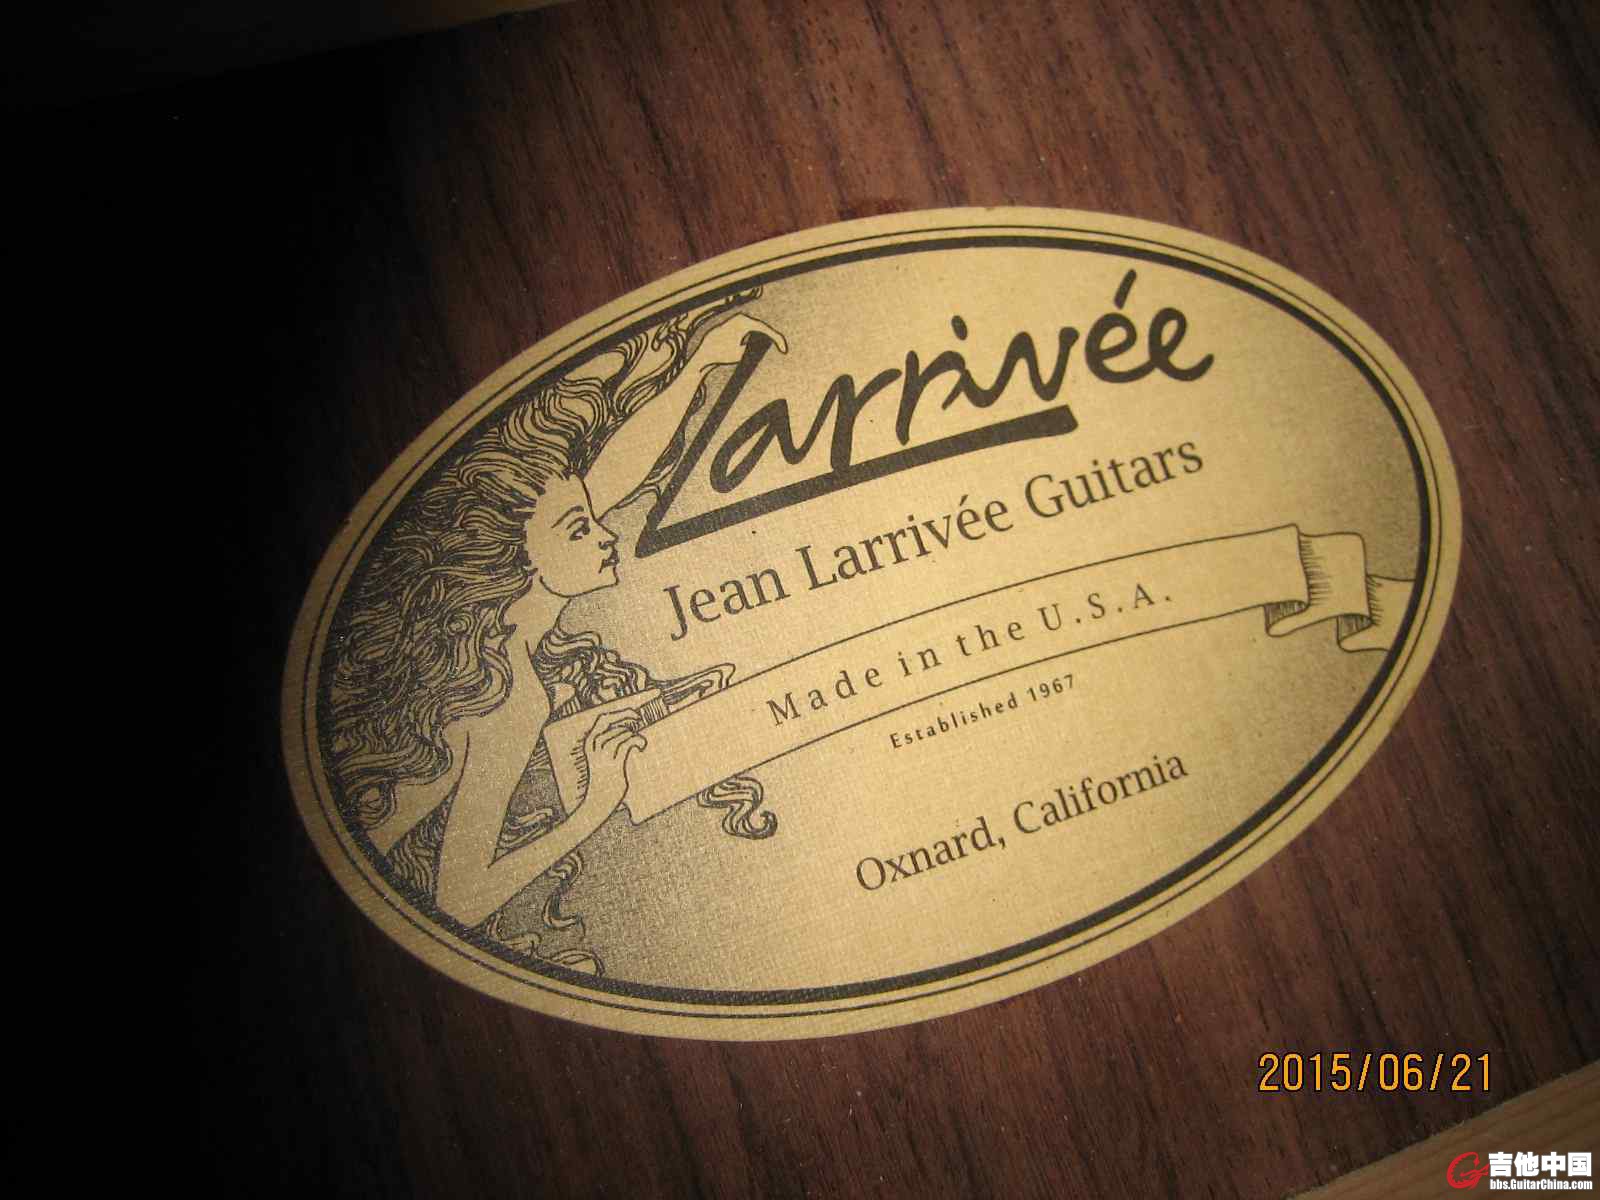 Larrivée
Jean Larrivée Guitars
Made in the U.S.A.
Established 1967
Oxnard, California
2015/06/21
吉他中国
bbs.GuitarChina.com